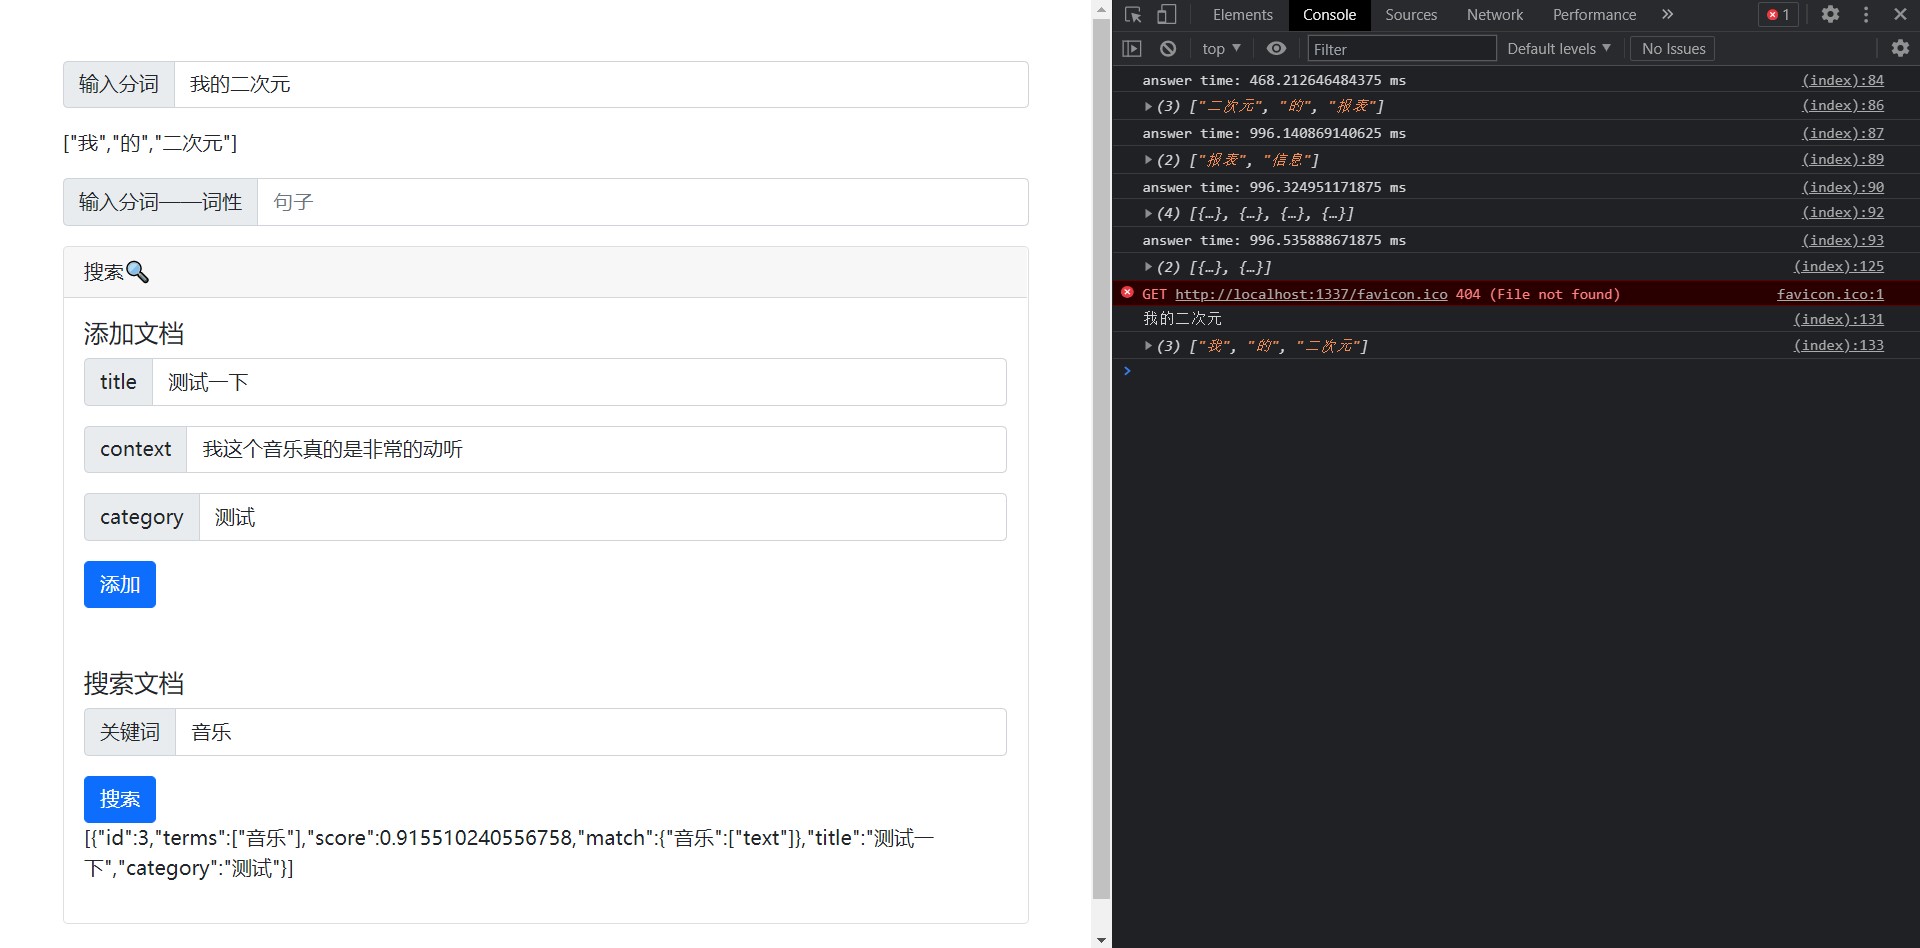 输入分词 我的二次元
["我","的","二次元"]
输入分词——词性 句子
搜索🔍
添加文档
title 测试一下
context 我这个音乐真的是非常的动听
category 测试
添加
搜索文档
关键词 音乐
搜索
[{"id":3,"terms":["音乐"],"score":0.915510240556758,"match":{"音乐":["text"]},"title":"测试一
下","category":"测试"}]
Elements Console Sources Network Performance » 1
top ▼ Filter Default levels ▼ No Issues
answer time: 468.212646484375 ms (index):84
(3) ["二次元", "的", "报表"] (index):86
answer time: 996.140869140625 ms (index):87
(2) ["报表", "信息"] (index):89
answer time: 996.324951171875 ms (index):90
(4) [{…}, {…}, {…}, {…}] (index):92
answer time: 996.535888671875 ms (index):93
(2) [{…}, {…}] (index):125
GET http://localhost:1337/favicon.ico 404 (File not found) favicon.ico:1
我的二次元 (index):131
(3) ["我", "的", "二次元"] (index):133